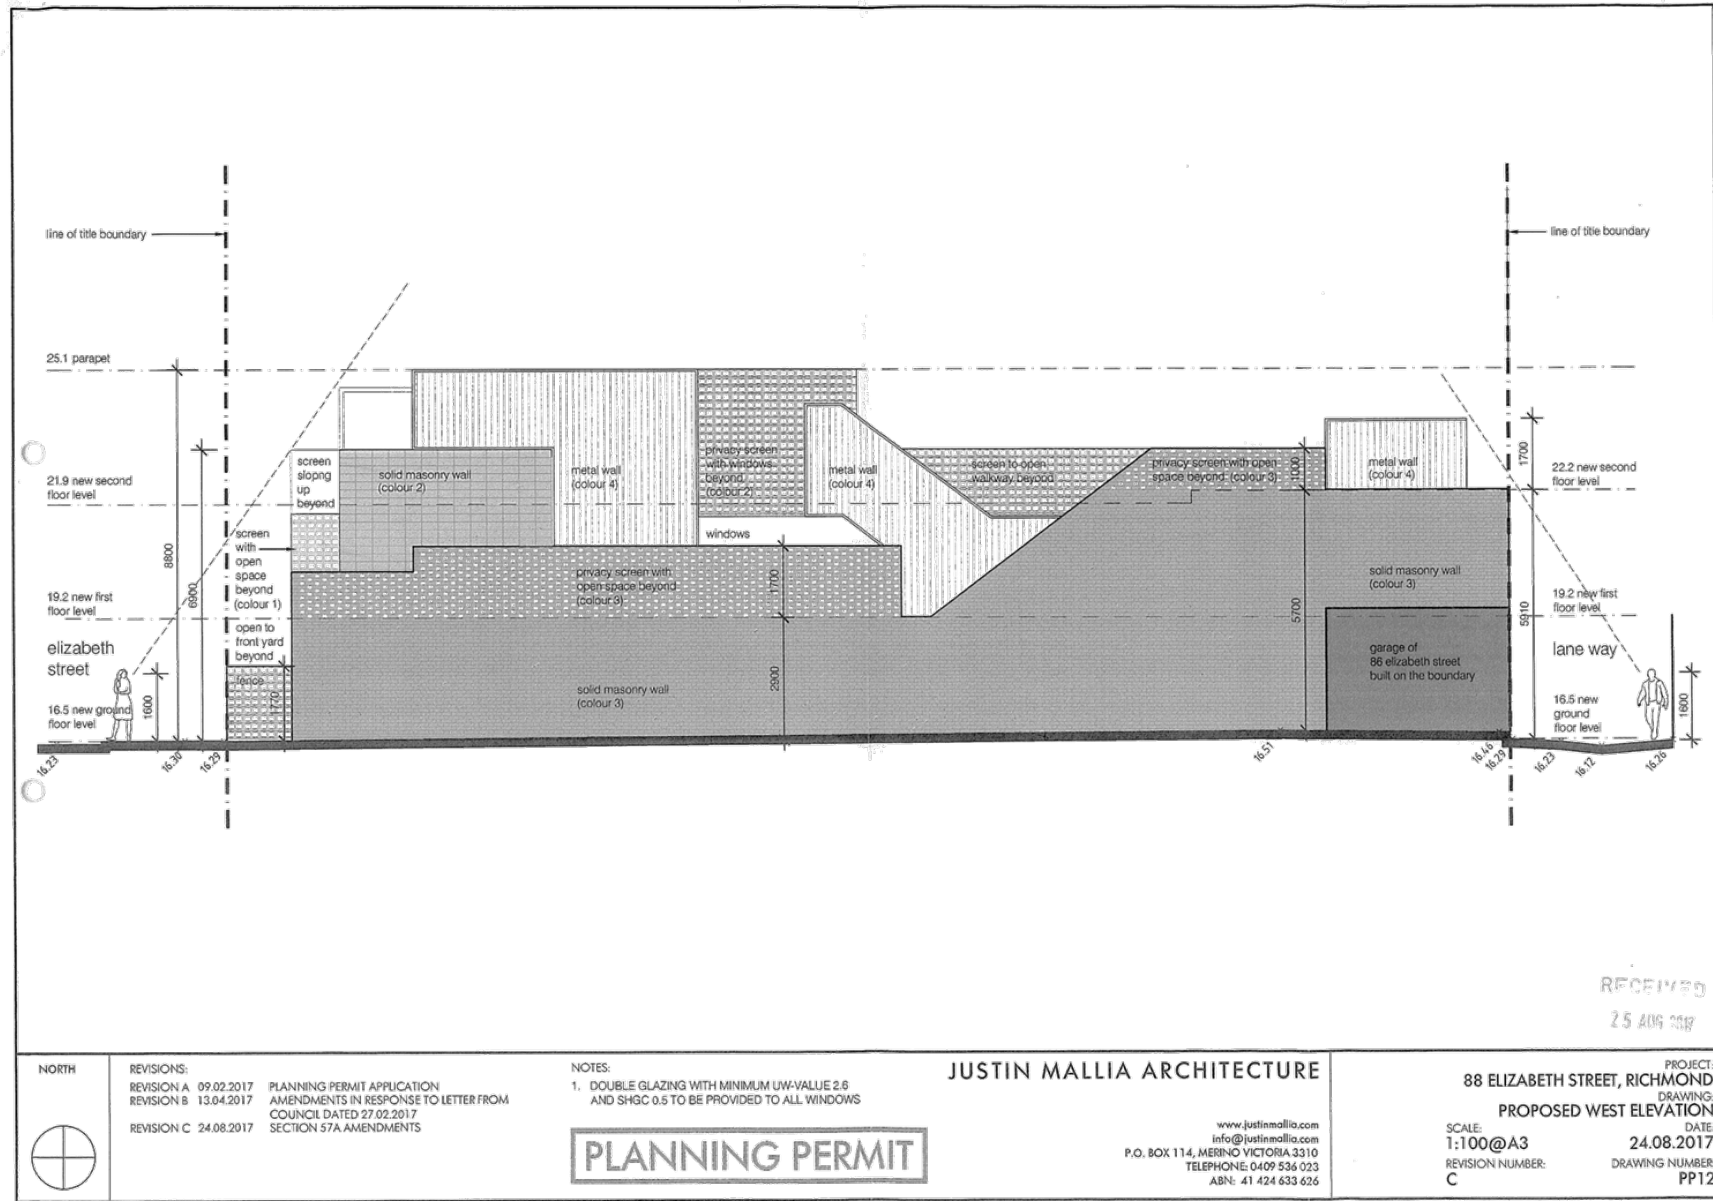 line of title boundary
line of title boundary
25.1 parapet
21.9 new second
floor level
19.2 new first
floor level
elizabeth
street
16.5 new ground
floor level
8800
6900
1600
1770
screen
slopng
up
beyond
screen
with
open
space
beyond
(colour 1)
open to
front yard
beyond
fence
solid masonry wall
(colour 2)
metal wall
(colour 4)
privacy screen
with windows
beyond
(colour 2)
windows
metal wall
(colour 4)
screen to open
walkway beyond
privacy screen with open
space beyond (colour 3)
1000
metal wall
(colour 4)
1700
22.2 new second
floor level
privacy screen with
open space beyond
(colour 3)
1700
2900
solid masonry wall
(colour 3)
5700
solid masonry wall
(colour 3)
5910
garage of
86 elizabeth street
built on the boundary
19.2 new first
floor level
lane way
16.5 new
ground
floor level
1600
16.23
16.30
16.29
16.51
16.46
16.29
16.23
16.12
16.26
RECEIVED
25 AUG 2017
NORTH
REVISIONS:
REVISION A 09.02.2017 PLANNING PERMIT APPLICATION
REVISION B 13.04.2017 AMENDMENTS IN RESPONSE TO LETTER FROM
COUNCIL DATED 27.02.2017
REVISION C 24.08.2017 SECTION 57A AMENDMENTS
NOTES:
1. DOUBLE GLAZING WITH MINIMUM UW-VALUE 2.6
AND SHGC 0.5 TO BE PROVIDED TO ALL WINDOWS
PLANNING PERMIT
JUSTIN MALLIA ARCHITECTURE
www.justinmallia.com
info@justinmallia.com
P.O. BOX 114, MERINO VICTORIA 3310
TELEPHONE: 0409 536 023
ABN: 41 424 633 626
PROJECT:
88 ELIZABETH STREET, RICHMOND
DRAWING:
PROPOSED WEST ELEVATION
SCALE:
1:100@A3
DATE:
24.08.2017
REVISION NUMBER:
C
DRAWING NUMBER:
PP12